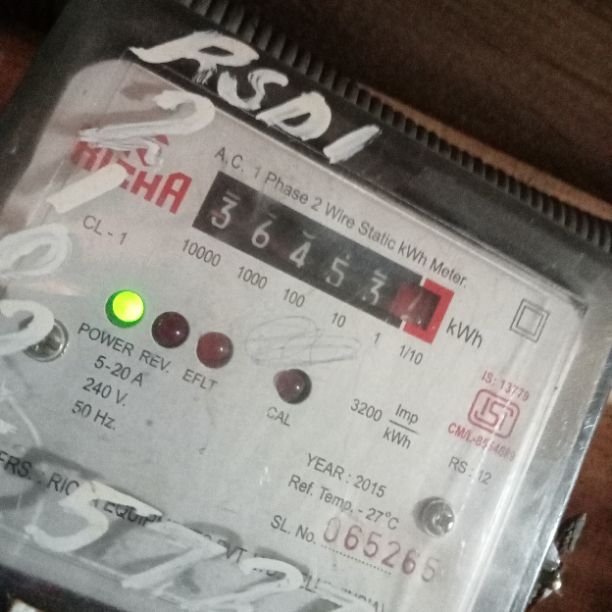 RSDI
RISHA
A.C. 1 Phase 2 Wire Static kWh Meter.
CL - 1
3 6 4 5 3
10000 1000 100 10 1 1/10
kWh
POWER REV. EFLT
5-20 A
240 V.
50 Hz.
CAL
3200 Imp
kWh
IS: 13779
RS: 12
YEAR: 2015
Ref. Temp. - 27°C
SL. No. 065265